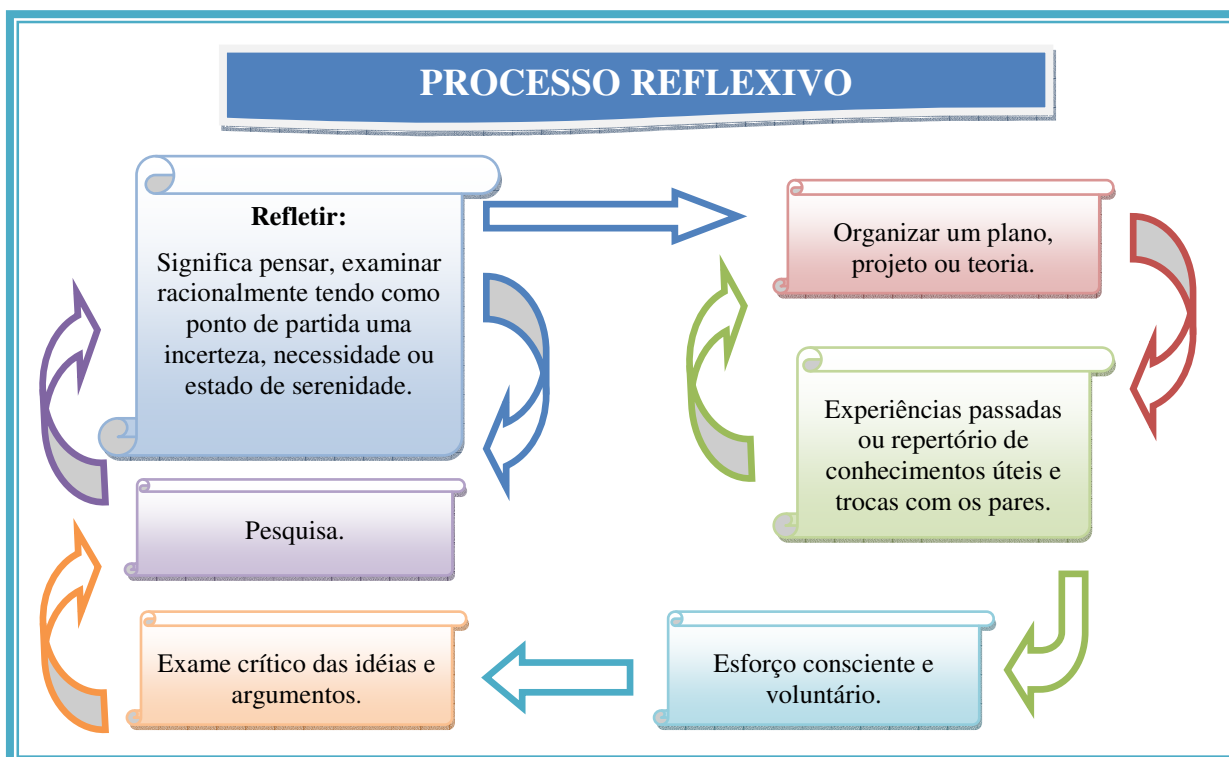 PROCESSO REFLEXIVO
Refletir:
Significa pensar, examinar
racionalmente tendo como
ponto de partida uma
incerteza, necessidade ou
estado de serenidade.
Organizar um plano,
projeto ou teoria.
Experiências passadas
ou repertório de
conhecimentos úteis e
trocas com os pares.
Pesquisa.
Exame crítico das idéias e
argumentos.
Esforço consciente e
voluntário.